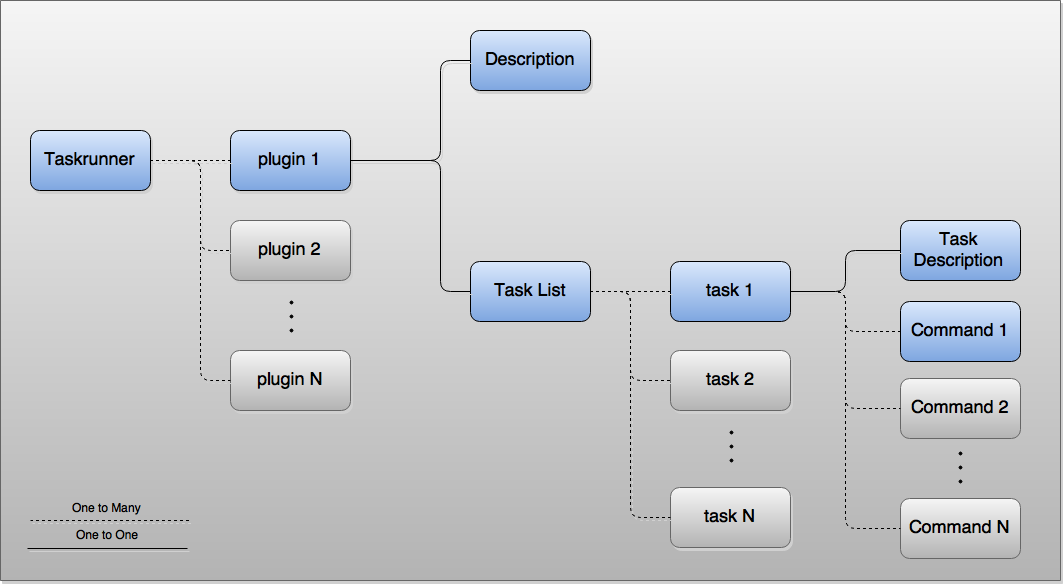 Description
Taskrunner
plugin 1
plugin 2
plugin N
Task List
task 1
task 2
task N
Task
Description
Command 1
Command 2
Command N
One to Many
One to One